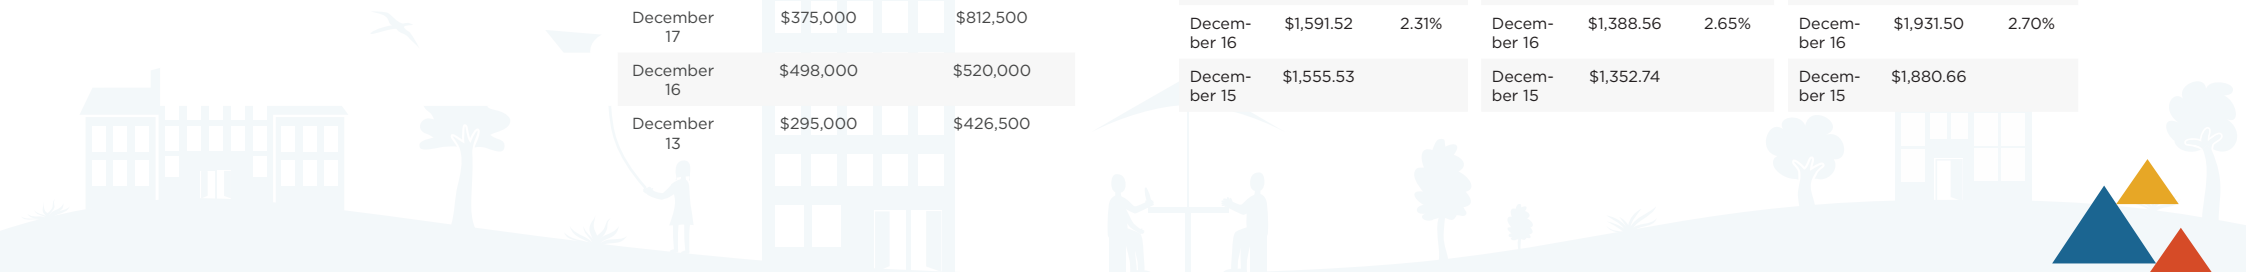 December $375,000 $812,500
17
December $498,000 $520,000
16
December $295,000 $426,500
13
Decem- $1,591.52 2.31%
ber 16
Decem- $1,555.53
ber 15
Decem- $1,388.56 2.65%
ber 16
Decem- $1,352.74
ber 15
Decem- $1,931.50 2.70%
ber 16
Decem- $1,880.66
ber 15